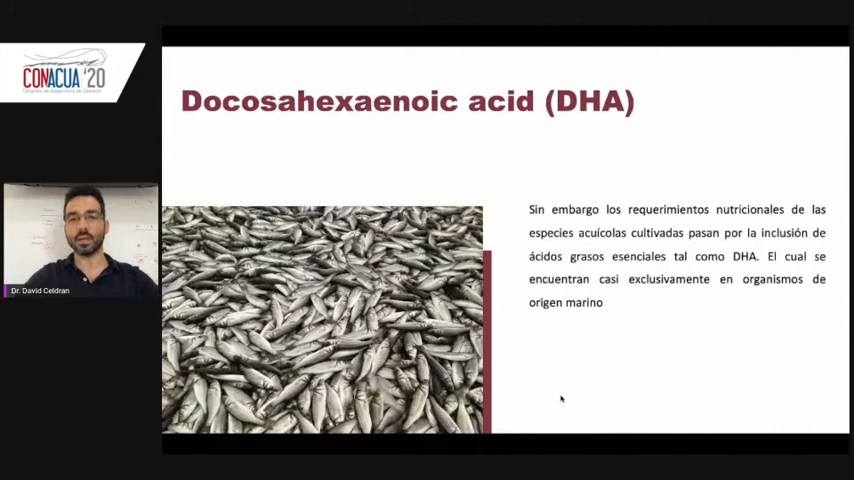 CONACUA '20
Docosahexaenoic acid (DHA)
Sin embargo los requerimientos nutricionales de las
especies acuícolas cultivadas pasan por la inclusión de
ácidos grasos esenciales tal como DHA. El cual se
encuentran casi exclusivamente en organismos de
origen marino
Dr. David Celdran